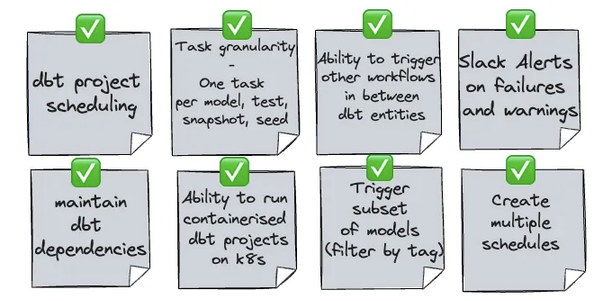 dbt project
scheduling
Task granularity
-
One task
per model, test,
snapshot, seed
Ability to trigger
other workflows
in between
dbt entities
Slack Alerts
on failures
and warnings
maintain
dbt
dependencies
Ability to run
containerised
dbt projects
on k8s
Trigger
subset
of models
(filter by tag)
Create
multiple
schedules